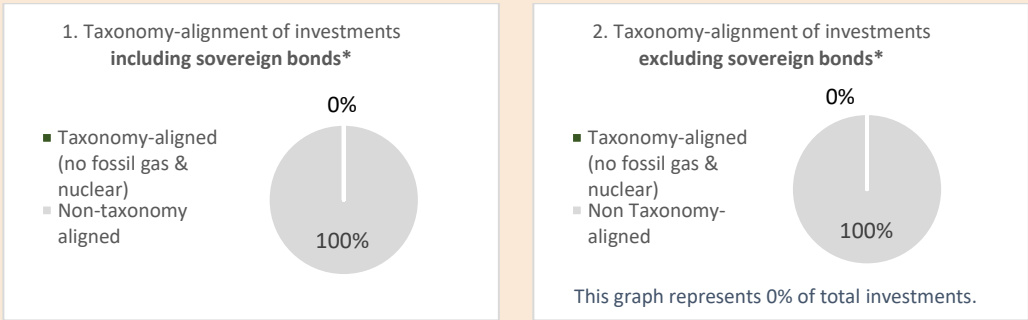 1. Taxonomy-alignment of investments
including sovereign bonds*
0%
Taxonomy-aligned
(no fossil gas &
nuclear)
Non-taxonomy
aligned
100%
2. Taxonomy-alignment of investments
excluding sovereign bonds*
0%
Taxonomy-aligned
(no fossil gas &
nuclear)
Non Taxonomy-
aligned
100%
This graph represents 0% of total investments.